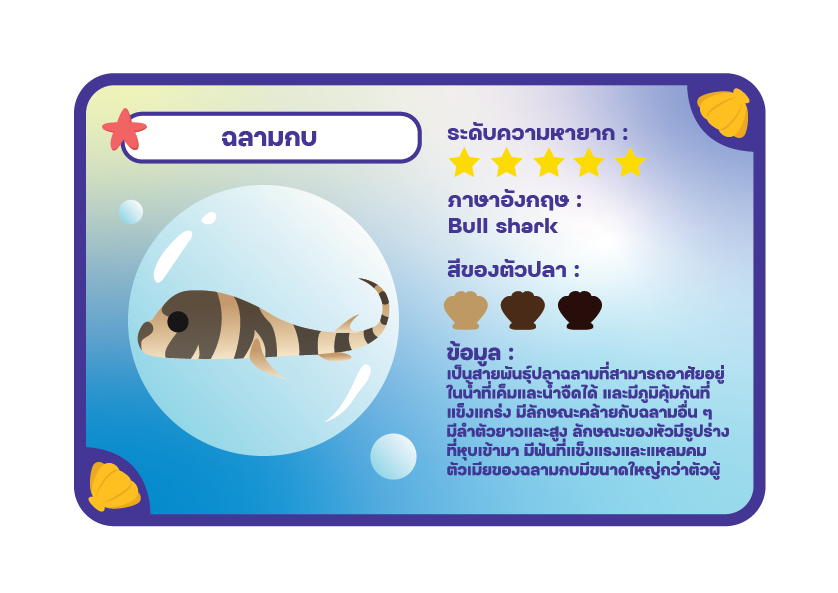 ฉลามกบ
ระดับความหายาก :
ภาษาอังกฤษ :
Bull shark
สีของตัวปลา :
ข้อมูล :
เป็นสายพันธุ์ปลาฉลามที่สามารถอาศัยอยู่
ในน้ำที่เค็มและน้ำจืดได้ และมีภูมิคุ้มกันที่
แข็งแกร่ง มีลักษณะคล้ายกับฉลามอื่น ๆ
มีลำตัวยาวและสูง ลักษณะของหัวมีรูปร่าง
ที่หุบเข้ามา มีฟันที่แข็งแรงและแหลมคม
ตัวเมียของฉลามกบมีขนาดใหญ่กว่าตัวผู้